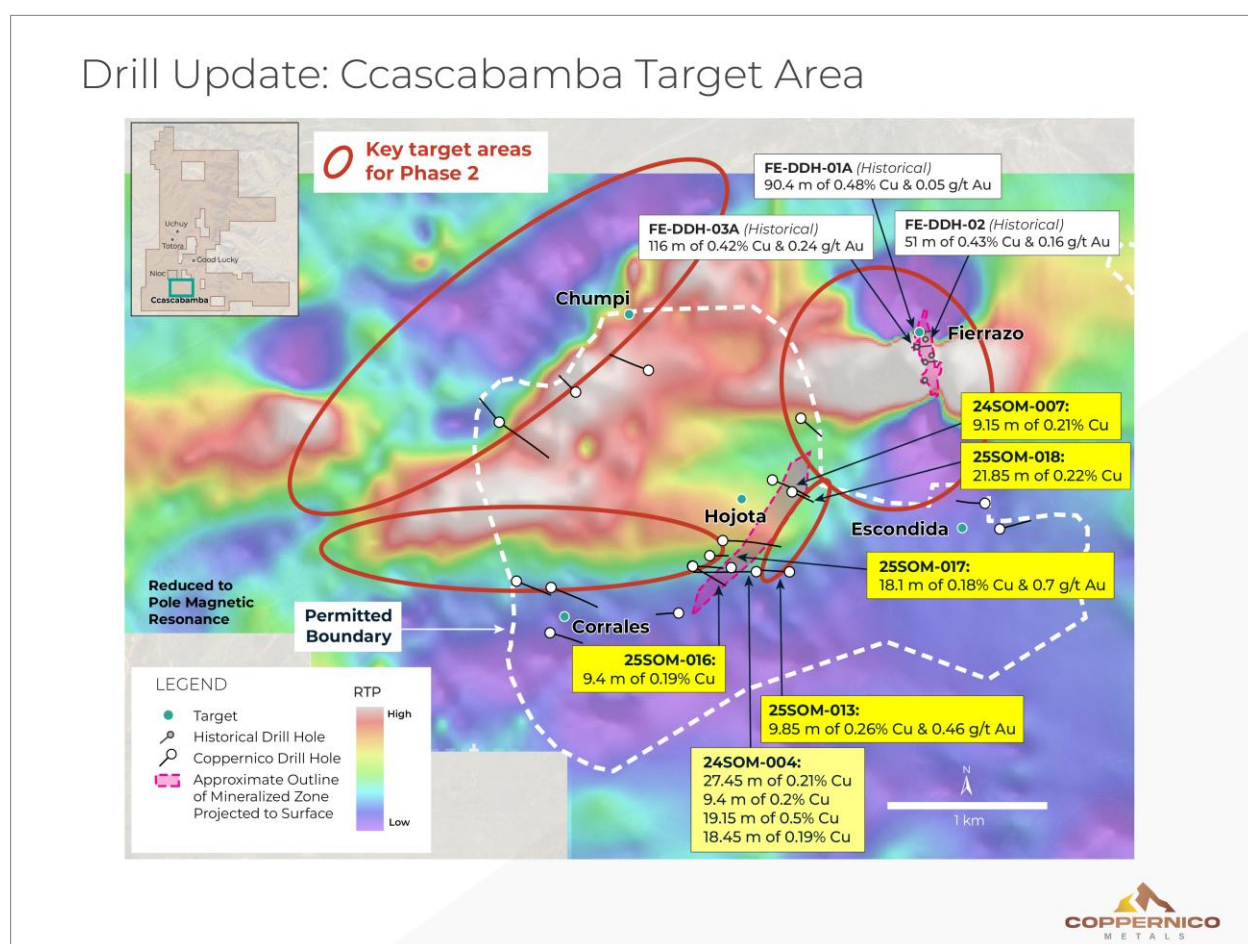 Drill Update: Ccascabamba Target Area
Uchuy
Totora
Good Lucky
Nioc
Ccascabamba
Key target areas
for Phase 2
FE-DDH-01A (Historical)
90.4 m of 0.48% Cu & 0.05 g/t Au
FE-DDH-03A (Historical)
116 m of 0.42% Cu & 0.24 g/t Au
FE-DDH-02 (Historical)
51 m of 0.43% Cu & 0.16 g/t Au
Chumpi
Fierrazo
24SOM-007:
9.15 m of 0.21% Cu
25SOM-018:
21.85 m of 0.22% Cu
Hojota
Escondida
25SOM-017:
18.1 m of 0.18% Cu & 0.7 g/t Au
Reduced to
Pole Magnetic
Resonance
Permitted
Boundary
Corrales
25SOM-016:
9.4 m of 0.19% Cu
25SOM-013:
9.85 m of 0.26% Cu & 0.46 g/t Au
24SOM-004:
27.45 m of 0.21% Cu
9.4 m of 0.2% Cu
19.15 m of 0.5% Cu
18.45 m of 0.19% Cu
LEGEND
Target
Historical Drill Hole
Coppernico Drill Hole
Approximate Outline
of Mineralized Zone
Projected to Surface
RTP
High
Low
N
1 km
COPPERNICO
METALS